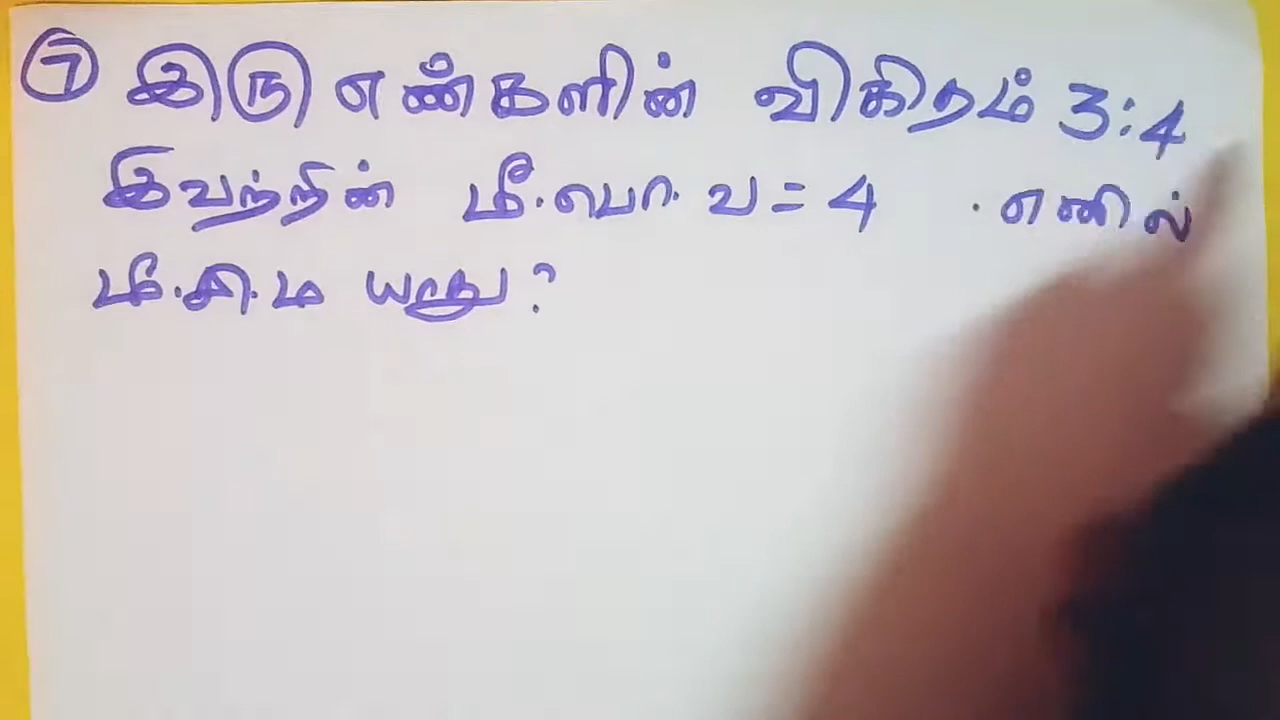 7 இரு எண்களின் விகிதம் 3:4
இவற்றின் மீ.பொ.வ = 4 . எனில்
மீ.சி.ம யாது?